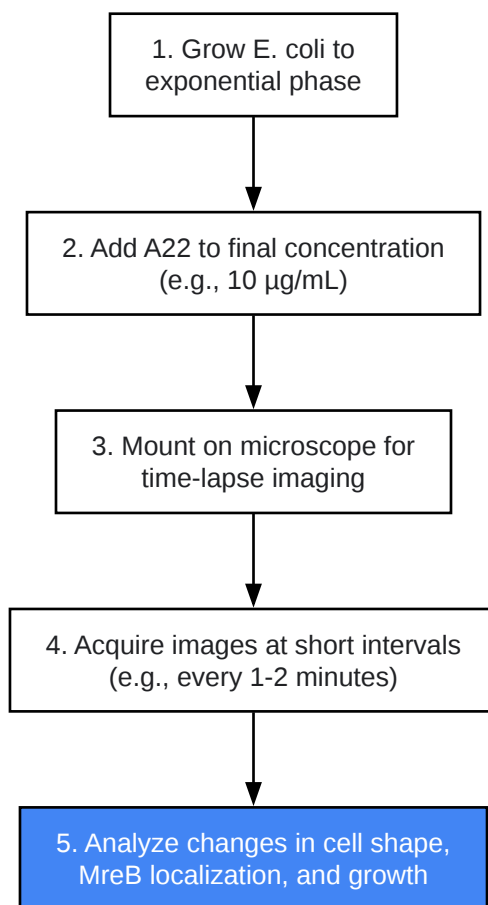 1. Grow E. coli to
exponential phase
2. Add A22 to final concentration
(e.g., 10 µg/mL)
3. Mount on microscope for
time-lapse imaging
4. Acquire images at short intervals
(e.g., every 1-2 minutes)
5. Analyze changes in cell shape,
MreB localization, and growth